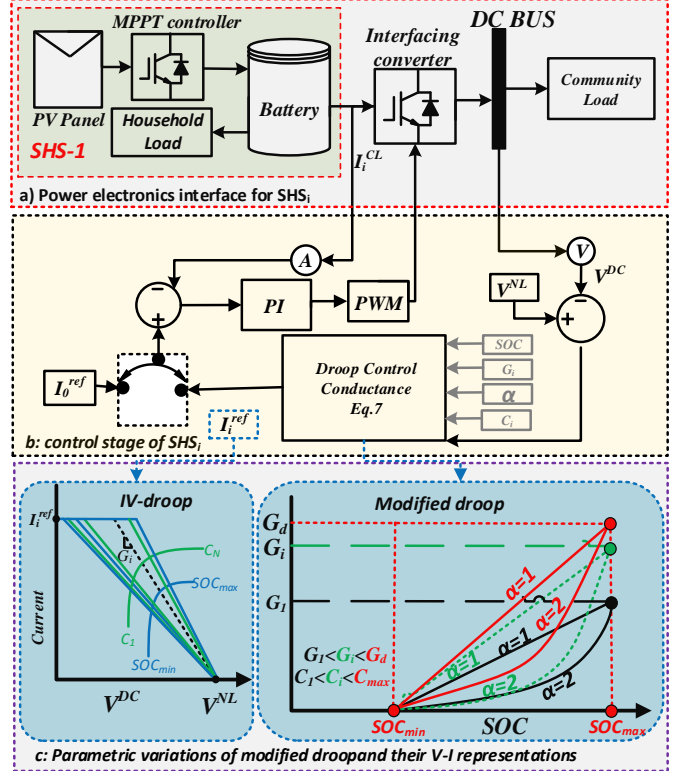 MPPT controller
DC BUS
Interfacing
converter
PV Panel
Household
Load
Battery
Community
Load
SHS-1
I_i^CL
a) Power electronics interface for SHS_i
A
V
V^DC
V^NL
−
+
PI
PWM
−
+
Droop Control
Conductance
Eq.7
SOC
G_i
α
C_i
I_0^ref
I_i^ref
b: control stage of SHS_i
IV-droop
I_i^ref
G_i
C_N
SOC_max
C_1
SOC_min
Current
V^DC
V^NL
Modified droop
G_d
G_i
G_1
α=1
α=2
α=1
α=1
α=2
α=2
G_1<G_i<G_d
C_1<C_i<C_max
SOC_min
SOC
SOC_max
c: Parametric variations of modified droopand their V-I representations